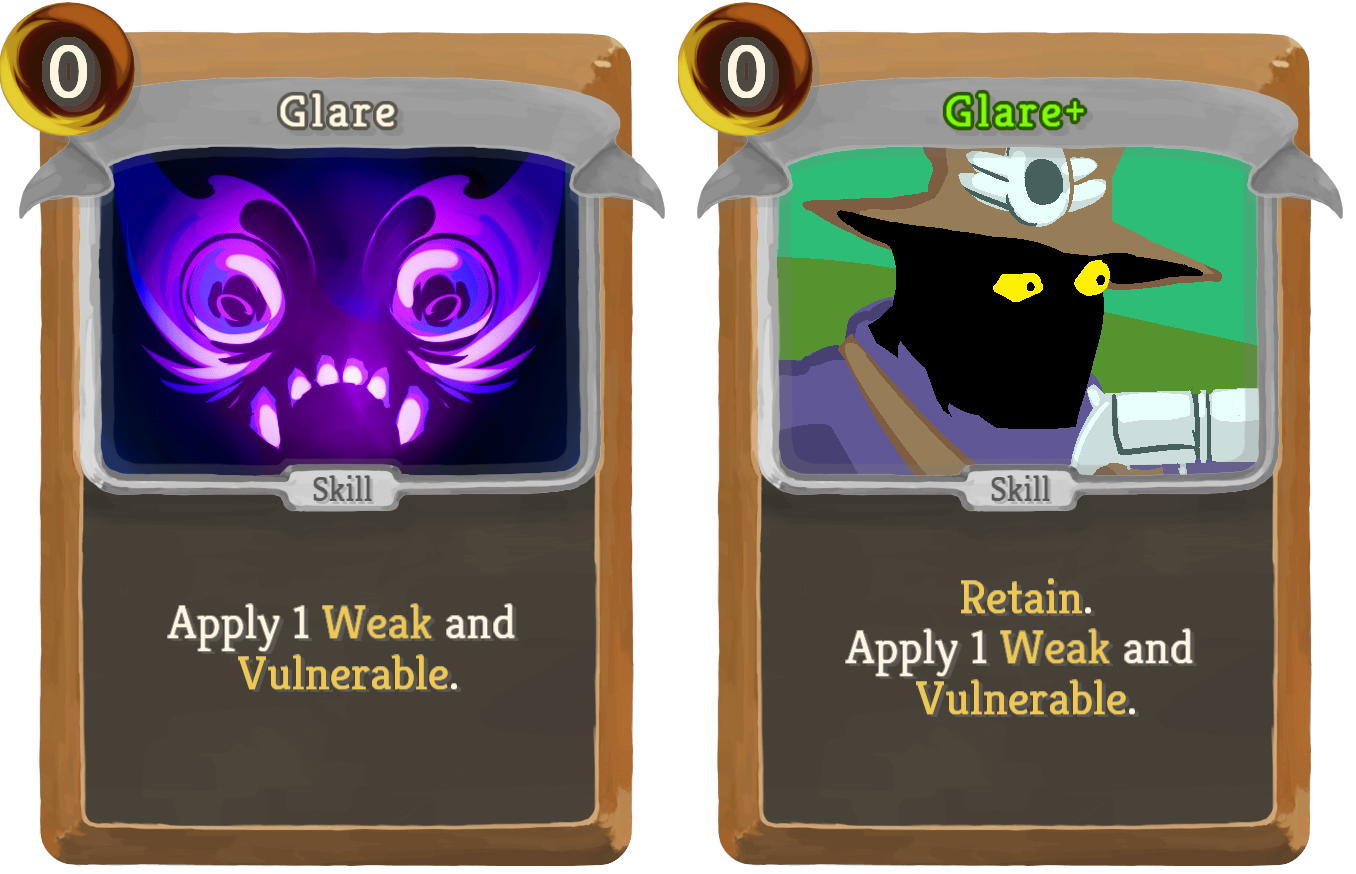 0
Glare
Skill
Apply 1 Weak and
Vulnerable.
0
Glare+
Skill
Retain.
Apply 1 Weak and
Vulnerable.